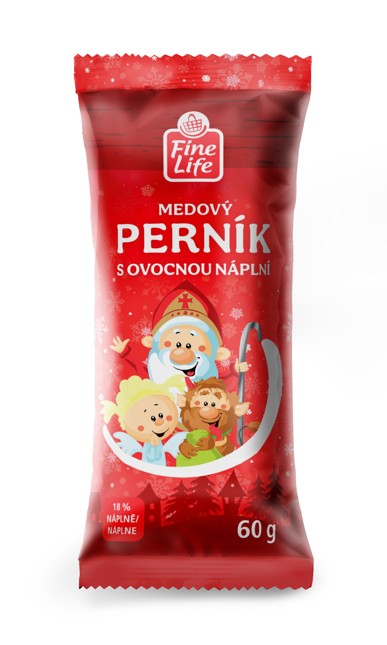 Fine
Life
MEDOVÝ
PERNÍK
S OVOCNOU NÁPLNÍ
18 %
NÁPLNĚ/
NÁPLNE
60 g